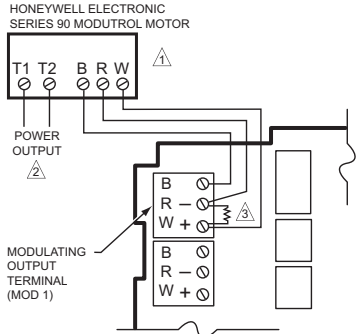 HONEYWELL ELECTRONIC
SERIES 90 MODUTROL MOTOR
1
T1 T2 B R W
POWER
OUTPUT
2
B
R –
W +
3
MODULATING
OUTPUT
TERMINAL
(MOD 1)
B
R –
W +